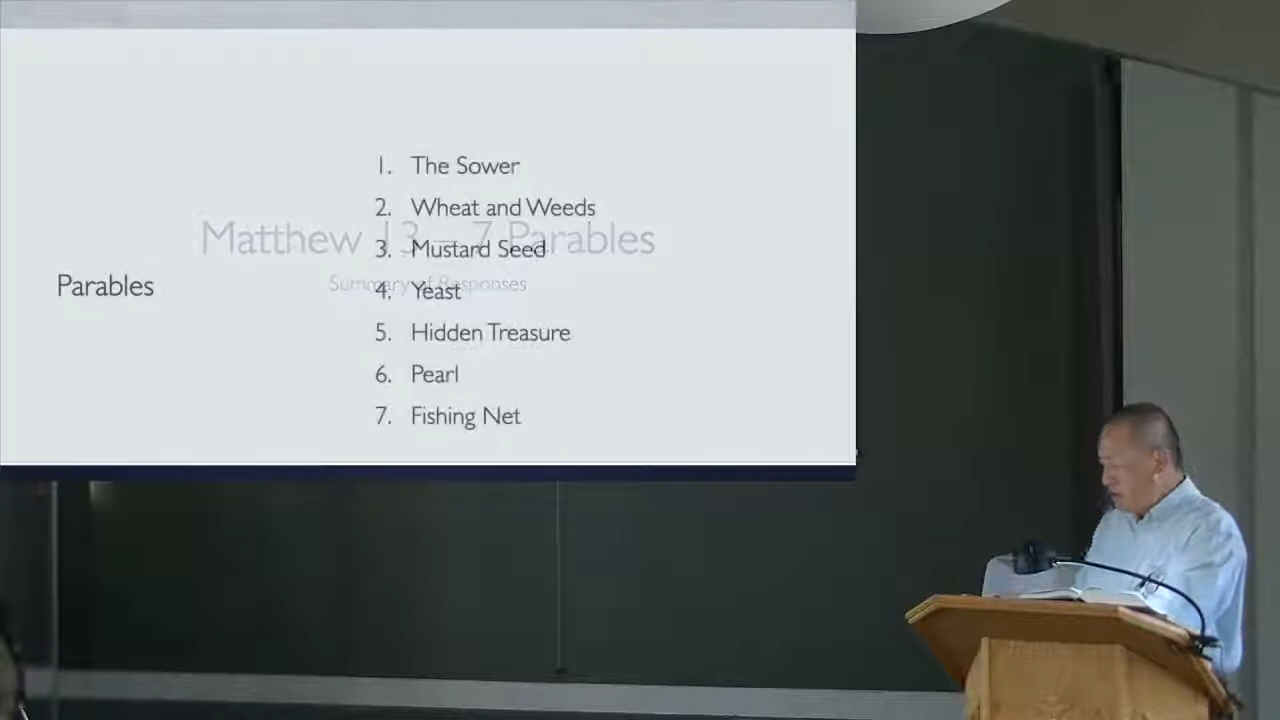 Matthew 13 – 7 Parables
Summary of Responses
Parables
1. The Sower
2. Wheat and Weeds
3. Mustard Seed
4. Yeast
5. Hidden Treasure
6. Pearl
7. Fishing Net